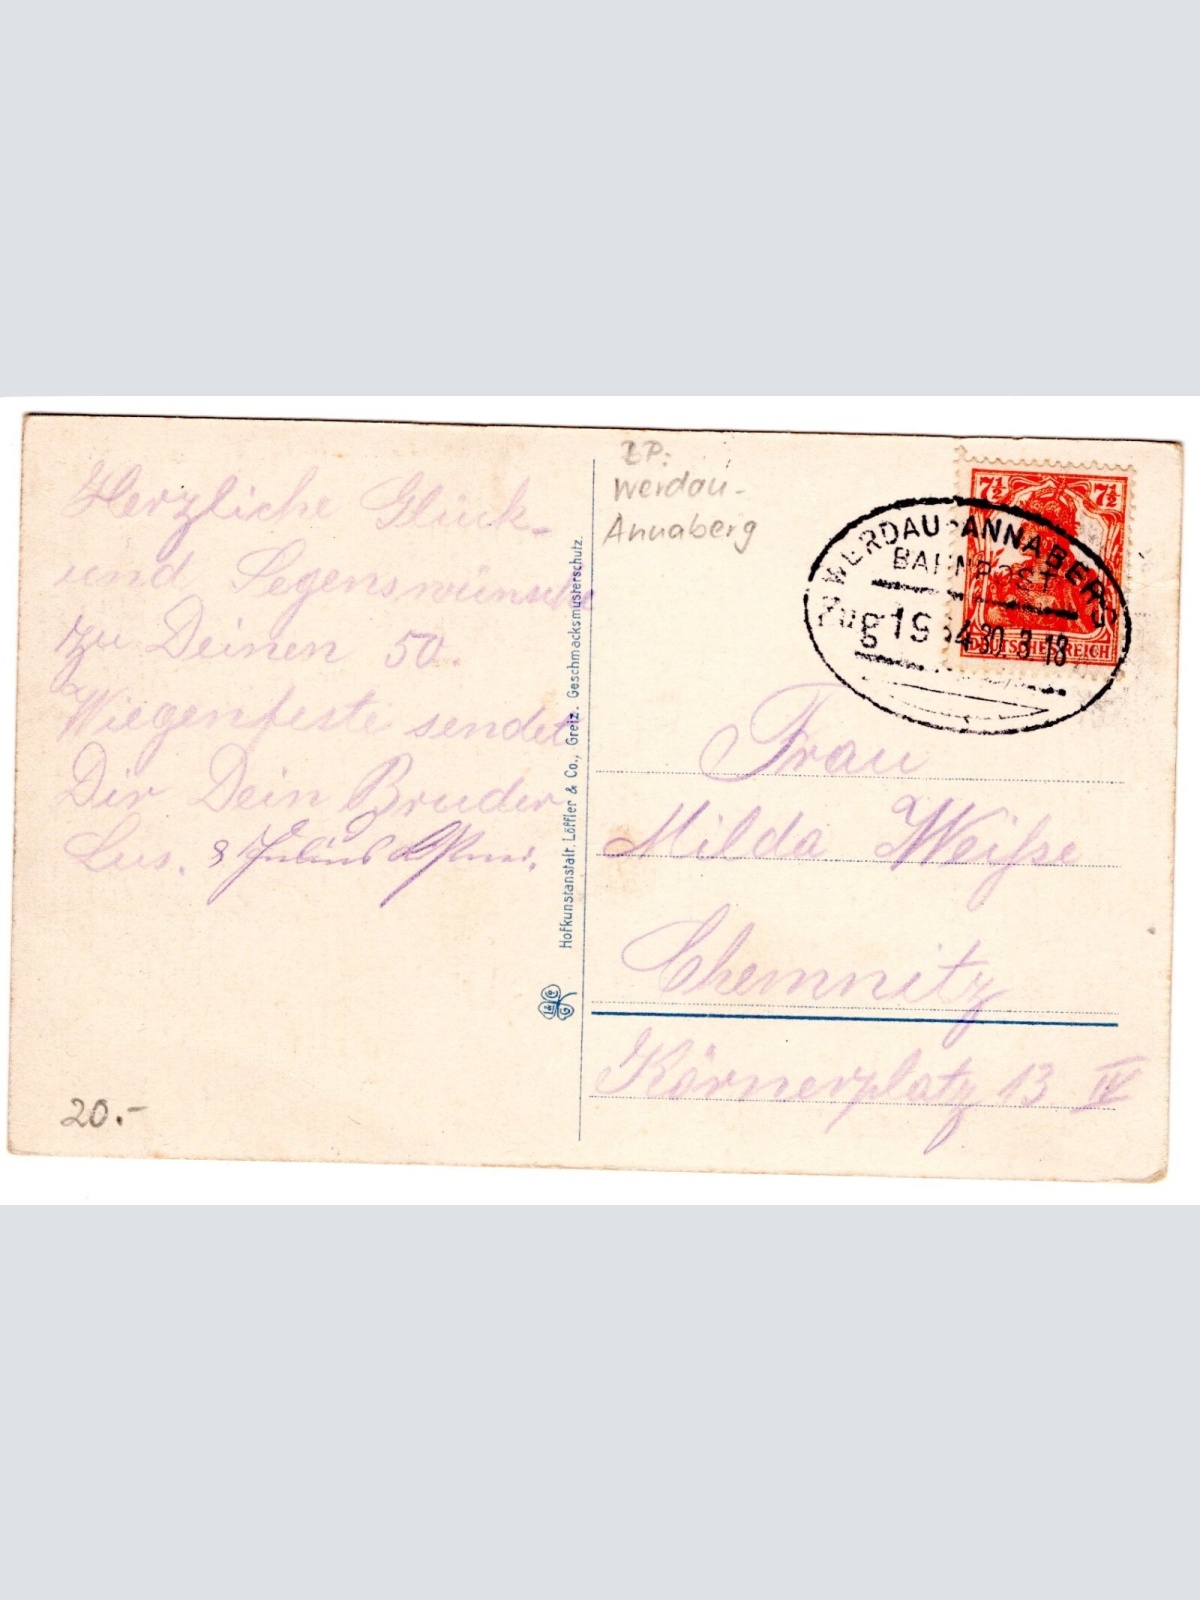 Herzliche Glück-
und Segenswünsche
zu Deinen 50.
Wiegenfeste sendet
Dir Dein Bruder
20.-
Hofkunstanstalt, Löffler & Co., Greiz. Geschmacksmusterschutz.
BP:
Werdau-
Annaberg
WERDAU-ANNABERG
BAHNPOST
Zug 1934 30.3.18
7½ 7½
DEUTSCHES REICH
Frau
Milda Weiße
Chemnitz
Körnerplatz 13. IV